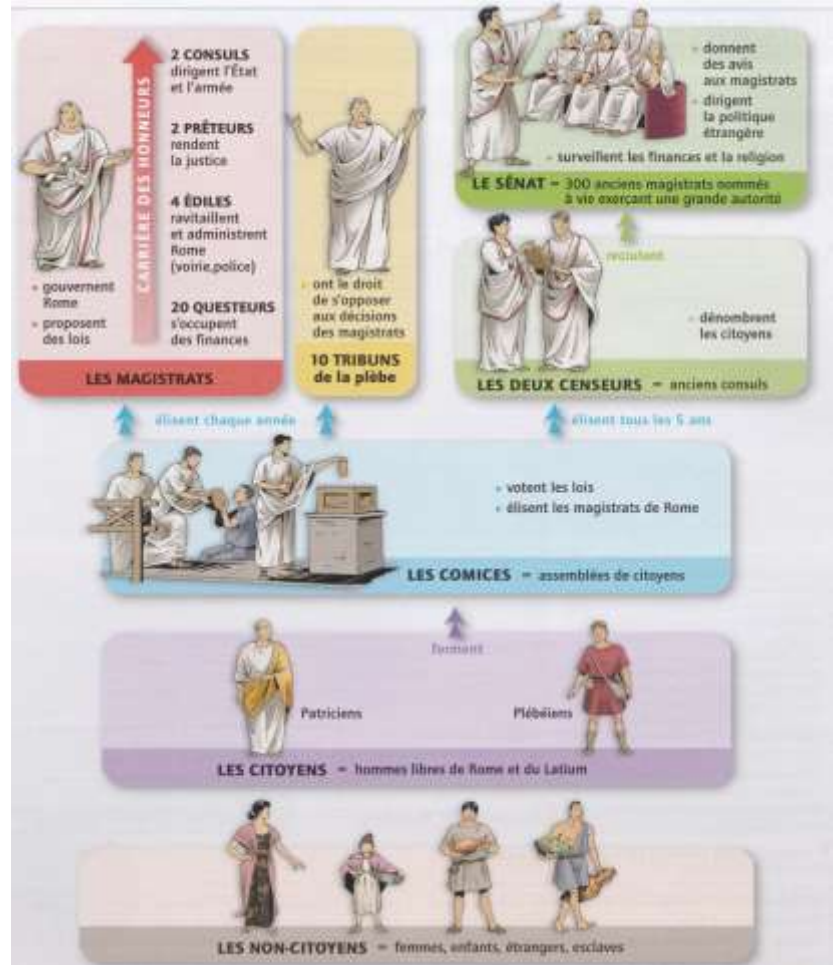 CARRIÈRE DES HONNEURS
2 CONSULS
dirigent l'État
et l'armée
2 PRÊTEURS
rendent
la justice
4 ÉDILES
ravitaillent
et administrent
Rome
(voirie,police)
20 QUESTEURS
s'occupent
des finances
• gouvernent
Rome
• proposent
des lois
LES MAGISTRATS
• ont le droit
de s'opposer
aux décisions
des magistrats
10 TRIBUNS
de la plèbe
• donnent
des avis
aux magistrats
• dirigent
la politique
étrangère
• surveillent les finances et la religion
LE SÉNAT = 300 anciens magistrats nommés
à vie exerçant une grande autorité
recrutent
• dénombrent
les citoyens
LES DEUX CENSEURS = anciens consuls
élisent chaque année
élisent tous les 5 ans
• votent les lois
• élisent les magistrats de Rome
LES COMICES = assemblées de citoyens
forment
Patriciens
Plébéiens
LES CITOYENS = hommes libres de Rome et du Latium
LES NON-CITOYENS = femmes, enfants, étrangers, esclaves